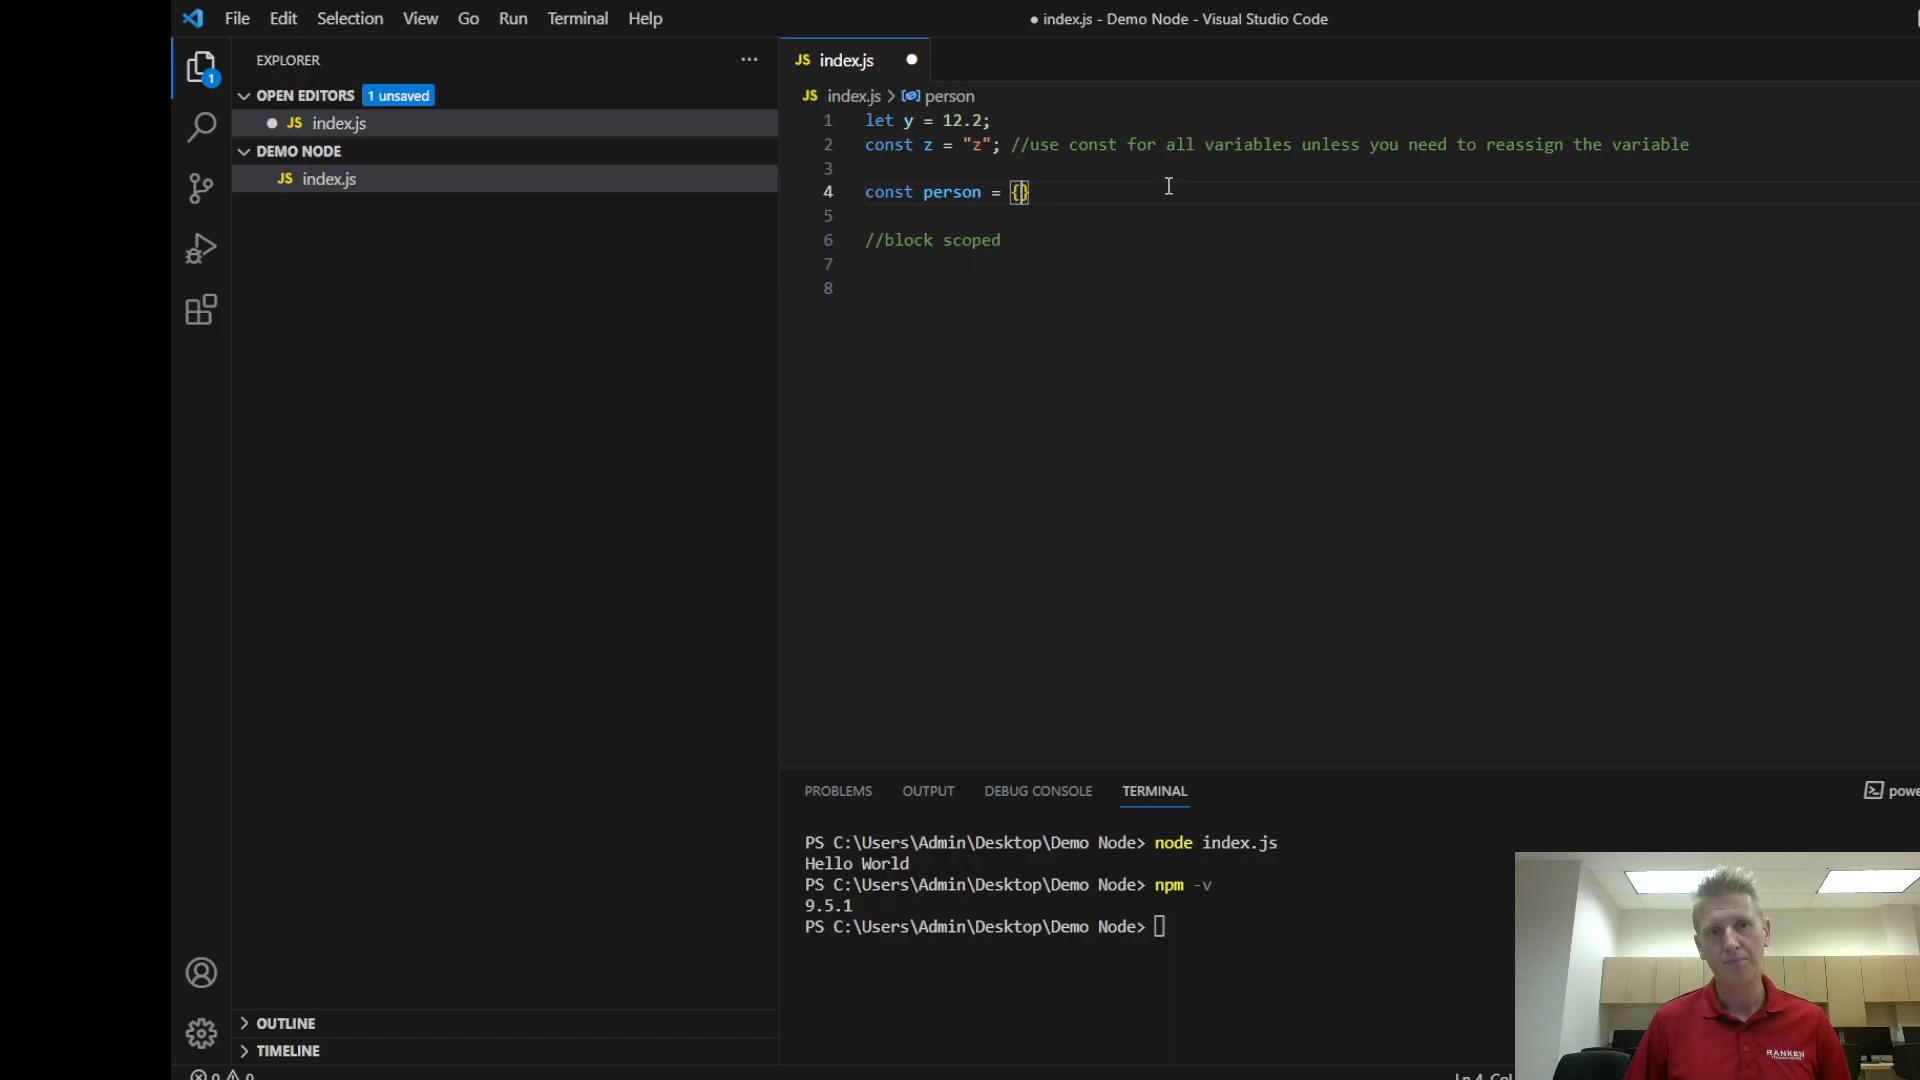 File Edit Selection View Go Run Terminal Help
● index.js - Demo Node - Visual Studio Code
EXPLORER
1
OPEN EDITORS 1 unsaved
JS index.js
DEMO NODE
JS index.js
OUTLINE
TIMELINE
JS index.js
JS index.js > person
1 let y = 12.2;
2 const z = "z"; //use const for all variables unless you need to reassign the variable
3
4 const person = {}
5
6 //block scoped
7
8
PROBLEMS OUTPUT DEBUG CONSOLE TERMINAL
PS C:\Users\Admin\Desktop\Demo Node> node index.js
Hello World
PS C:\Users\Admin\Desktop\Demo Node> npm -v
9.5.1
PS C:\Users\Admin\Desktop\Demo Node>
RANKEN